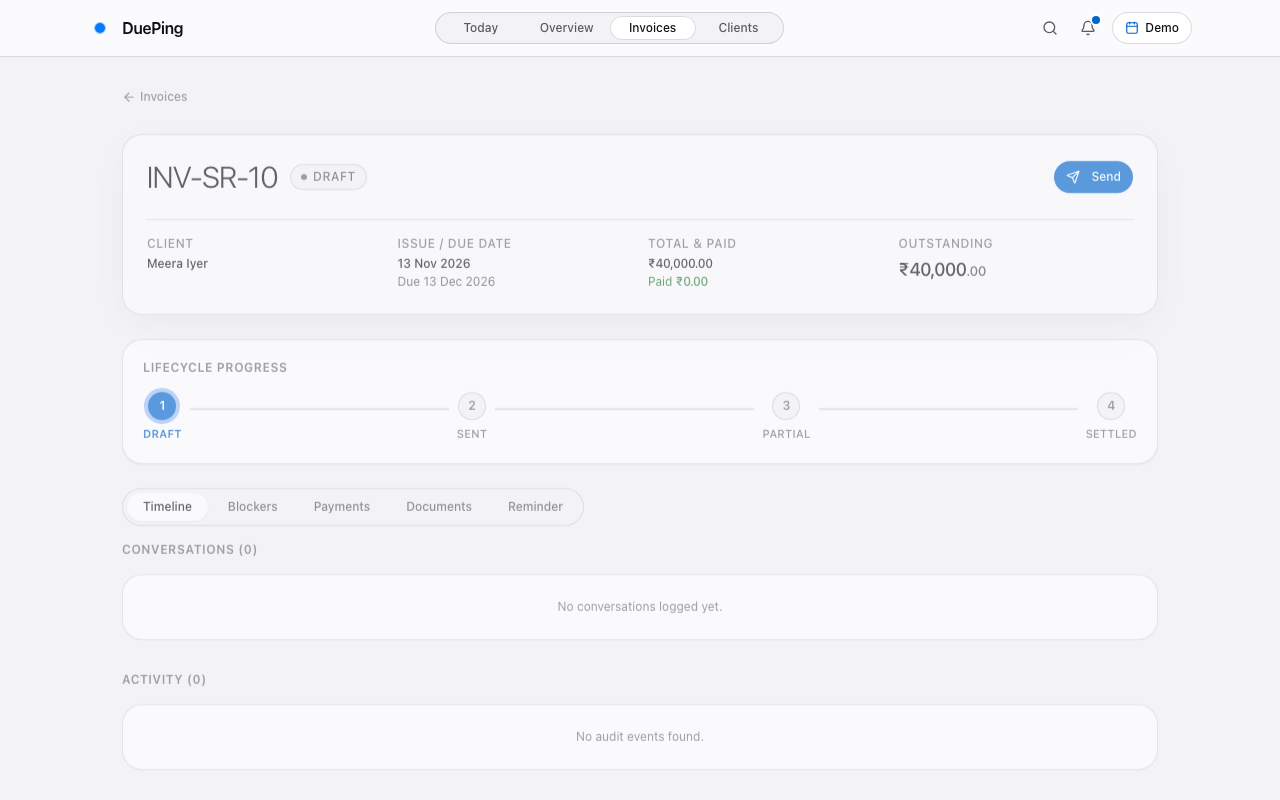 DuePing
Today
Overview
Invoices
Clients
Demo
Invoices
INV-SR-10
DRAFT
Send
CLIENT
Meera Iyer
ISSUE / DUE DATE
13 Nov 2026
Due 13 Dec 2026
TOTAL & PAID
₹40,000.00
Paid ₹0.00
OUTSTANDING
₹40,000.00
LIFECYCLE PROGRESS
1
DRAFT
2
SENT
3
PARTIAL
4
SETTLED
Timeline
Blockers
Payments
Documents
Reminder
CONVERSATIONS (0)
No conversations logged yet.
ACTIVITY (0)
No audit events found.